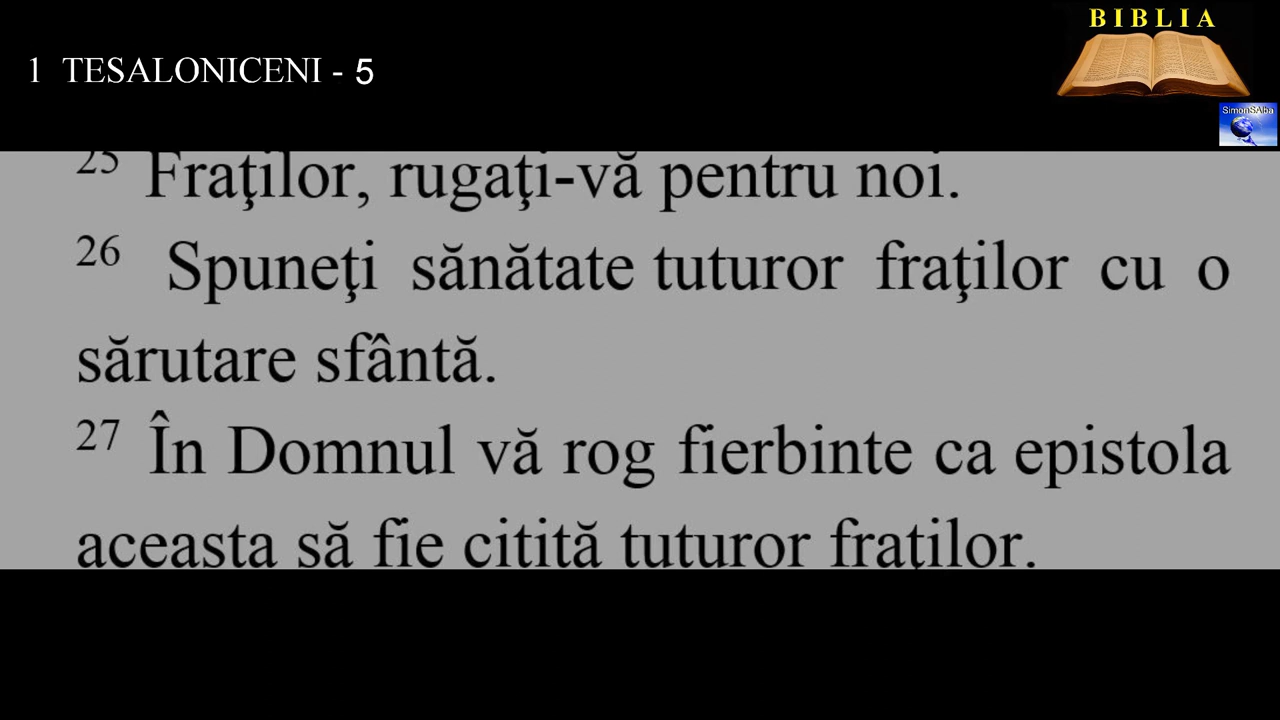 BIBLIA
1 TESALONICENI - 5
SimonSAlba
25 Fraţilor, rugaţi-vă pentru noi.
26 Spuneţi sănătate tuturor fraţilor cu o
sărutare sfântă.
27 În Domnul vă rog fierbinte ca epistola
aceasta să fie citită tuturor fraţilor.